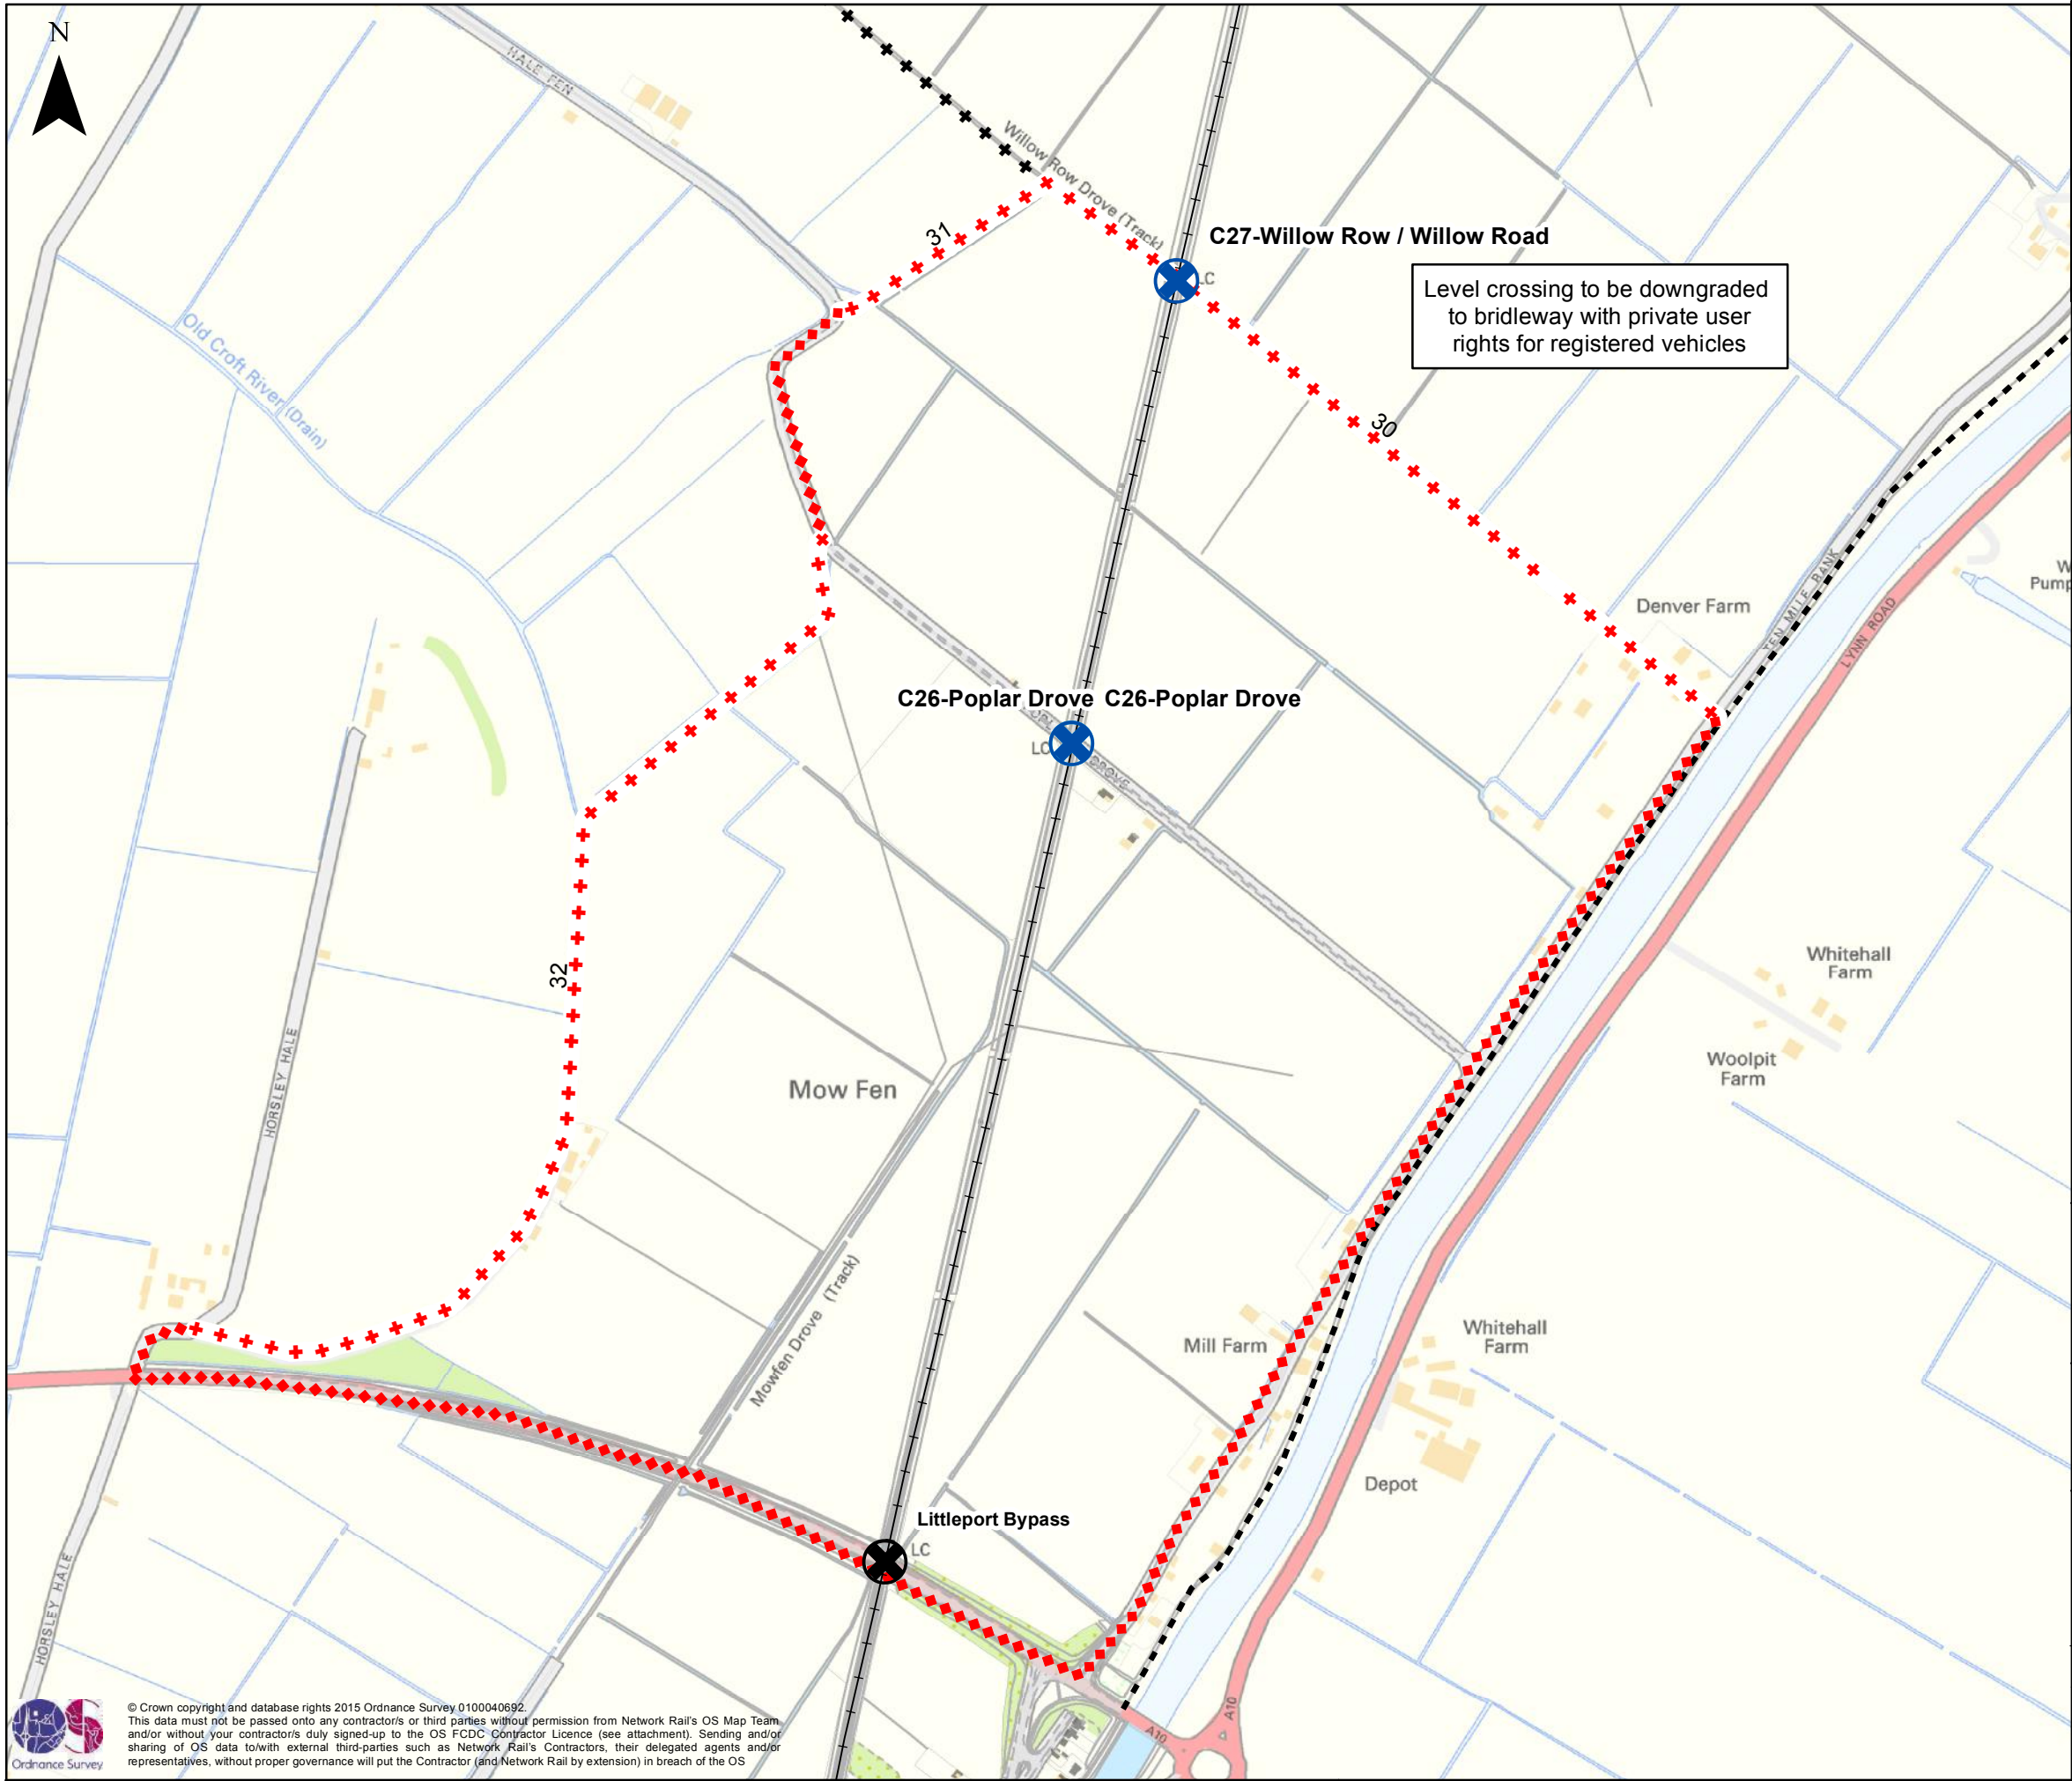 N
HALE FEN
Willow Row Drove (Track)
31
C27-Willow Row / Willow Road
LC
Level crossing to be downgraded
to bridleway with private user
rights for registered vehicles
Old Croft River (Drain)
30
TEN MILE BANK
Denver Farm
LYNN ROAD
C26-Poplar Drove C26-Poplar Drove
LC
DROVE
Whitehall
Farm
32
Woolpit
Farm
HORSLEY HALE
Mow Fen
Mowfen Drove (Track)
Mill Farm
Whitehall
Farm
Depot
Littleport Bypass
LC
HORSLEY HALE
A10
A10
Ordnance Survey
© Crown copyright and database rights 2015 Ordnance Survey 0100040692.
This data must not be passed onto any contractor/s or third parties without permission from Network Rail's OS Map Team
and/or without your contractor/s duly signed-up to the OS FCDC Contractor Licence (see attachment). Sending and/or
sharing of OS data to/with external third-parties such as Network Rail's Contractors, their delegated agents and/or
representatives, without proper governance will put the Contractor (and Network Rail by extension) in breach of the OS